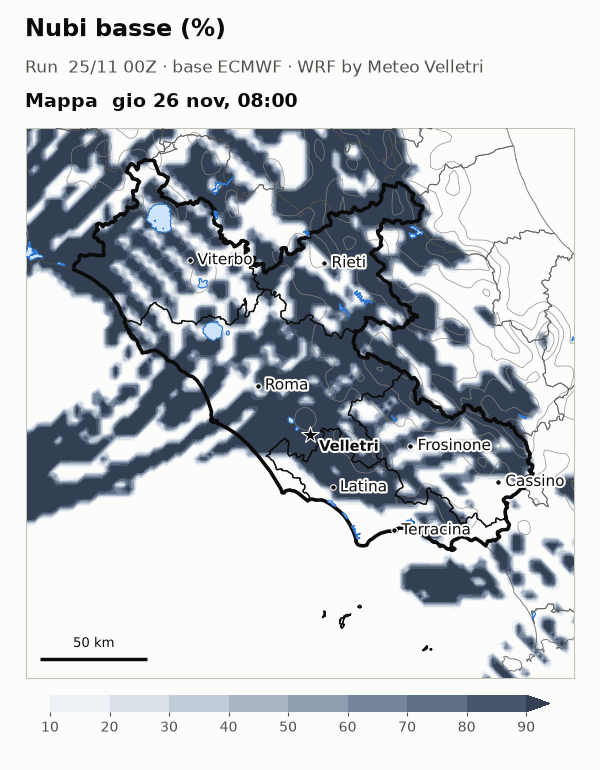 Nubi basse (%)
Run 25/11 00Z · base ECMWF · WRF by Meteo Velletri
Mappa gio 26 nov, 08:00
Viterbo
Rieti
Roma
Velletri
Frosinone
Latina
Cassino
Terracina
50 km
10 20 30 40 50 60 70 80 90